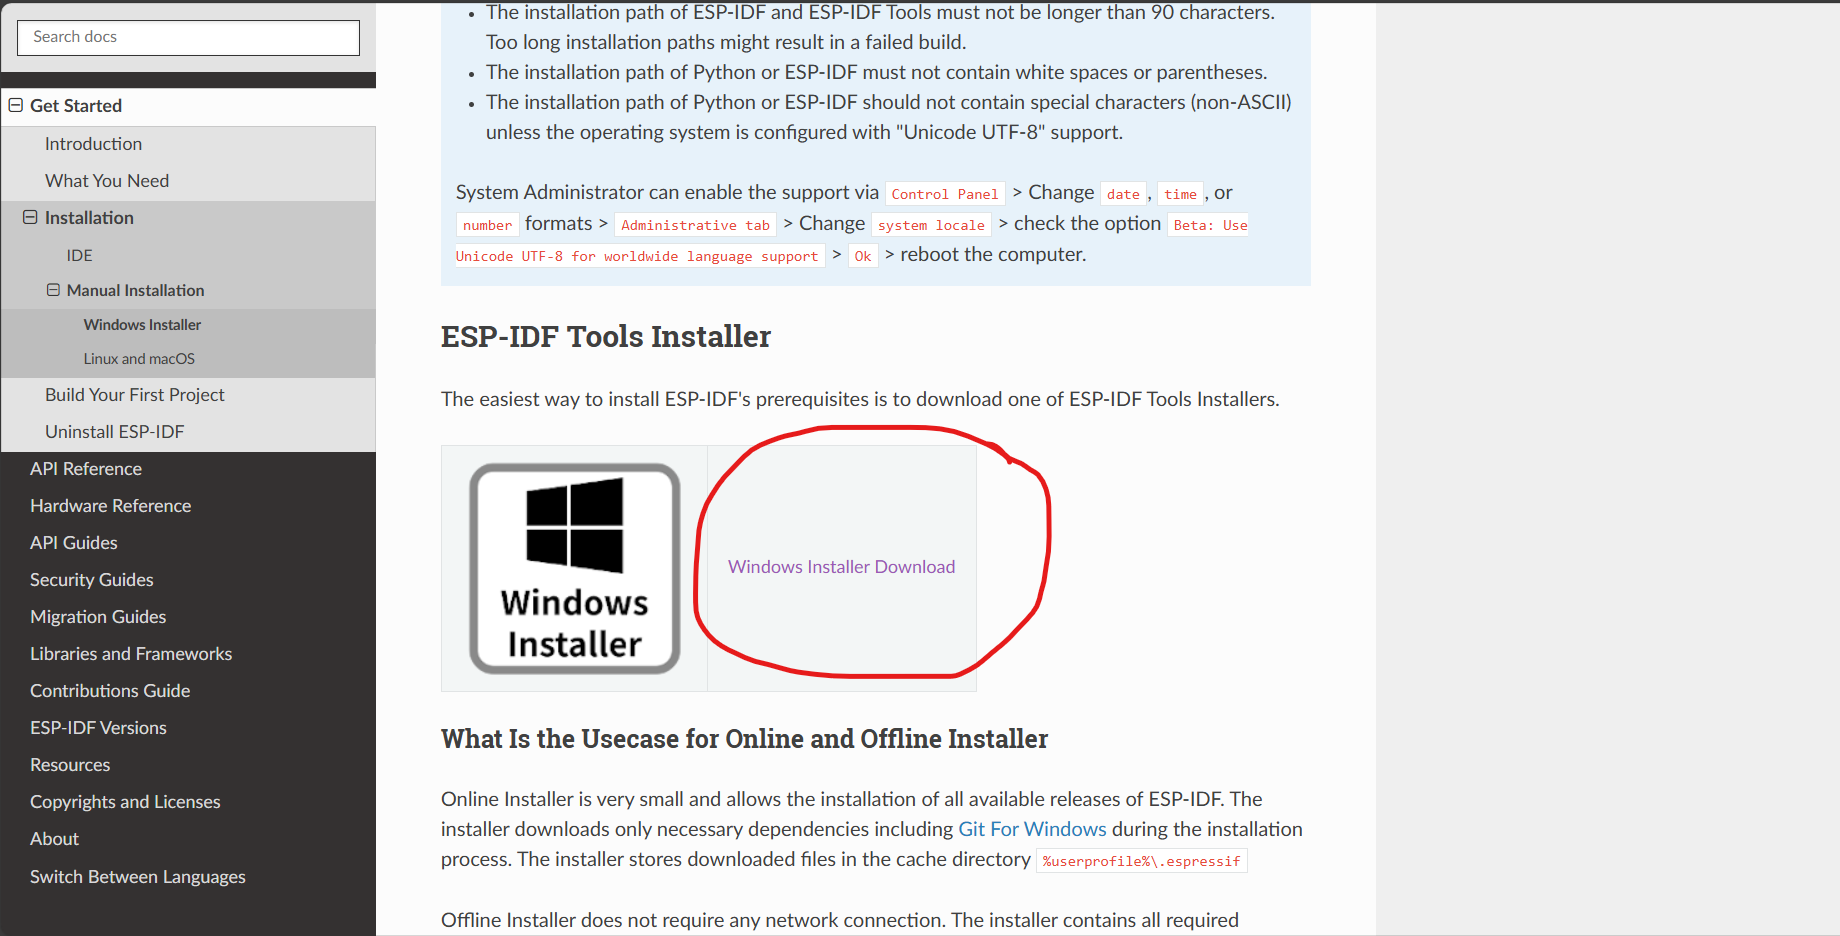 Search docs
Get Started
Introduction
What You Need
Installation
IDE
Manual Installation
Windows Installer
Linux and macOS
Build Your First Project
Uninstall ESP-IDF
API Reference
Hardware Reference
API Guides
Security Guides
Migration Guides
Libraries and Frameworks
Contributions Guide
ESP-IDF Versions
Resources
Copyrights and Licenses
About
Switch Between Languages
• The installation path of ESP-IDF and ESP-IDF Tools must not be longer than 90 characters.
Too long installation paths might result in a failed build.
• The installation path of Python or ESP-IDF must not contain white spaces or parentheses.
• The installation path of Python or ESP-IDF should not contain special characters (non-ASCII)
unless the operating system is configured with "Unicode UTF-8" support.
System Administrator can enable the support via Control Panel > Change date, time, or
number formats > Administrative tab > Change system locale > check the option Beta: Use
Unicode UTF-8 for worldwide language support > Ok > reboot the computer.
ESP-IDF Tools Installer
The easiest way to install ESP-IDF's prerequisites is to download one of ESP-IDF Tools Installers.
Windows
Installer
Windows Installer Download
What Is the Usecase for Online and Offline Installer
Online Installer is very small and allows the installation of all available releases of ESP-IDF. The
installer downloads only necessary dependencies including Git For Windows during the installation
process. The installer stores downloaded files in the cache directory %userprofile%\.espressif
Offline Installer does not require any network connection. The installer contains all required